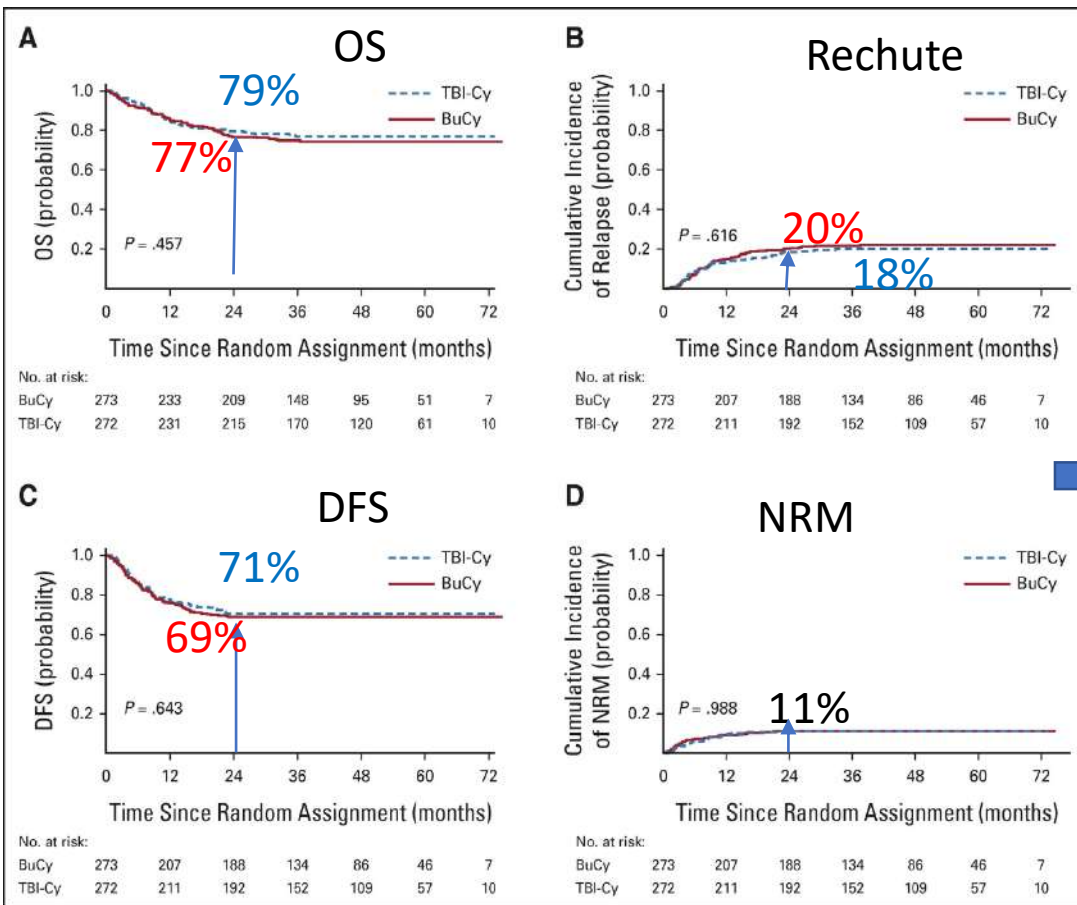 A
OS
1.0
0.8
0.6
0.4
0.2
OS (probability)
79%
77%
TBI-Cy
BuCy
P = .457
0 12 24 36 48 60 72
Time Since Random Assignment (months)
No. at risk:
BuCy 273 233 209 148 95 51 7
TBI-Cy 272 231 215 170 120 61 10
B
Rechute
1.0
0.8
0.6
0.4
0.2
Cumulative Incidence
of Relapse (probability)
TBI-Cy
BuCy
P = .616
20%
18%
0 12 24 36 48 60 72
Time Since Random Assignment (months)
No. at risk:
BuCy 273 207 188 134 86 46 7
TBI-Cy 272 211 192 152 109 57 10
C
DFS
1.0
0.8
0.6
0.4
0.2
DFS (probability)
71%
69%
TBI-Cy
BuCy
P = .643
0 12 24 36 48 60 72
Time Since Random Assignment (months)
No. at risk:
BuCy 273 207 188 134 86 46 7
TBI-Cy 272 211 192 152 109 57 10
D
NRM
1.0
0.8
0.6
0.4
0.2
Cumulative Incidence
of NRM (probability)
TBI-Cy
BuCy
P = .988
11%
0 12 24 36 48 60 72
Time Since Random Assignment (months)
No. at risk:
BuCy 273 207 188 134 86 46 7
TBI-Cy 272 211 192 152 109 57 10